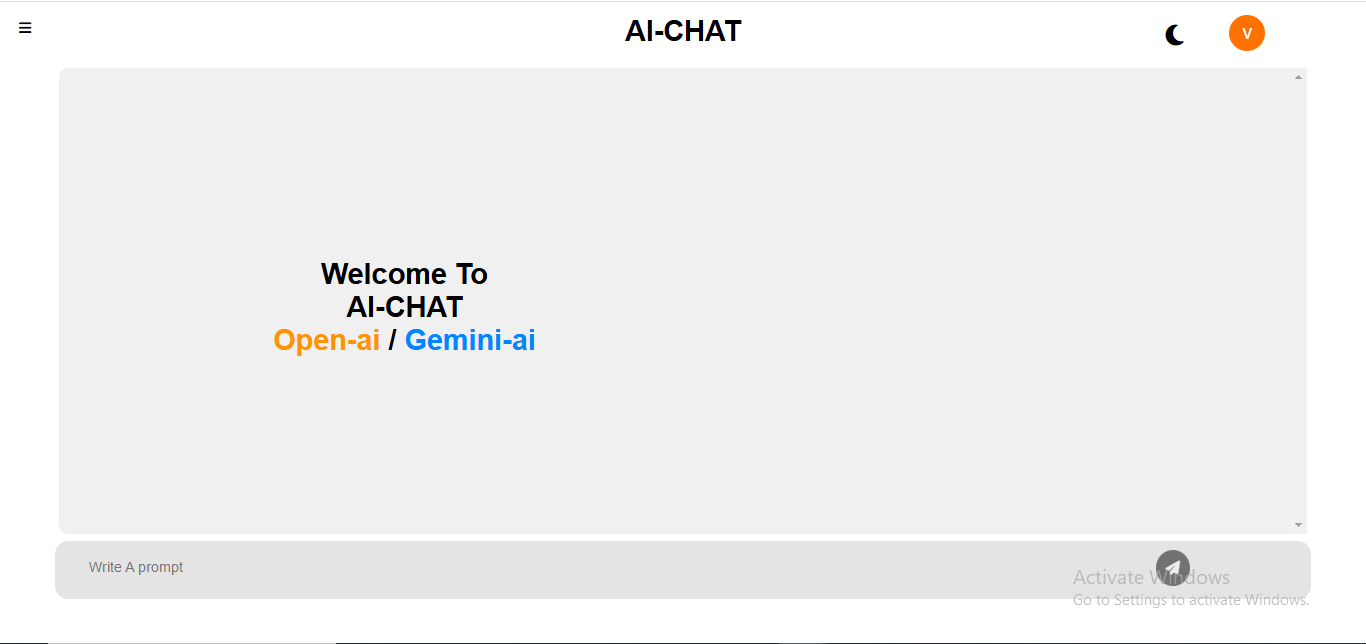 AI-CHAT
V
Welcome To
AI-CHAT
Open-ai / Gemini-ai
Write A prompt
Activate Windows
Go to Settings to activate Windows.